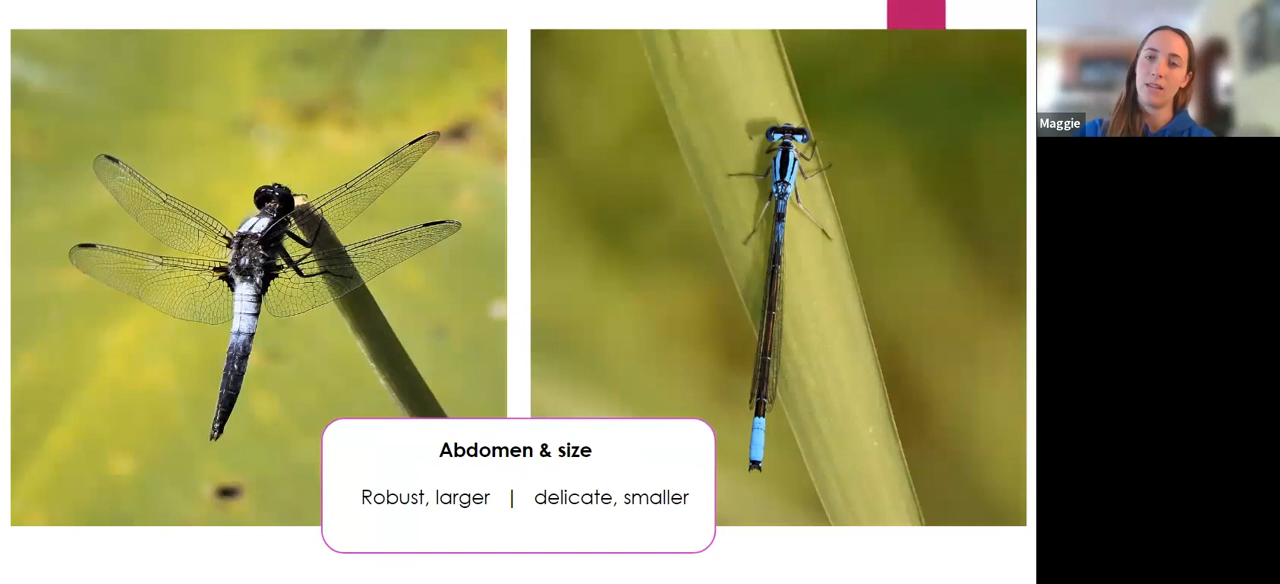 Maggie
Abdomen & size
Robust, larger | delicate, smaller